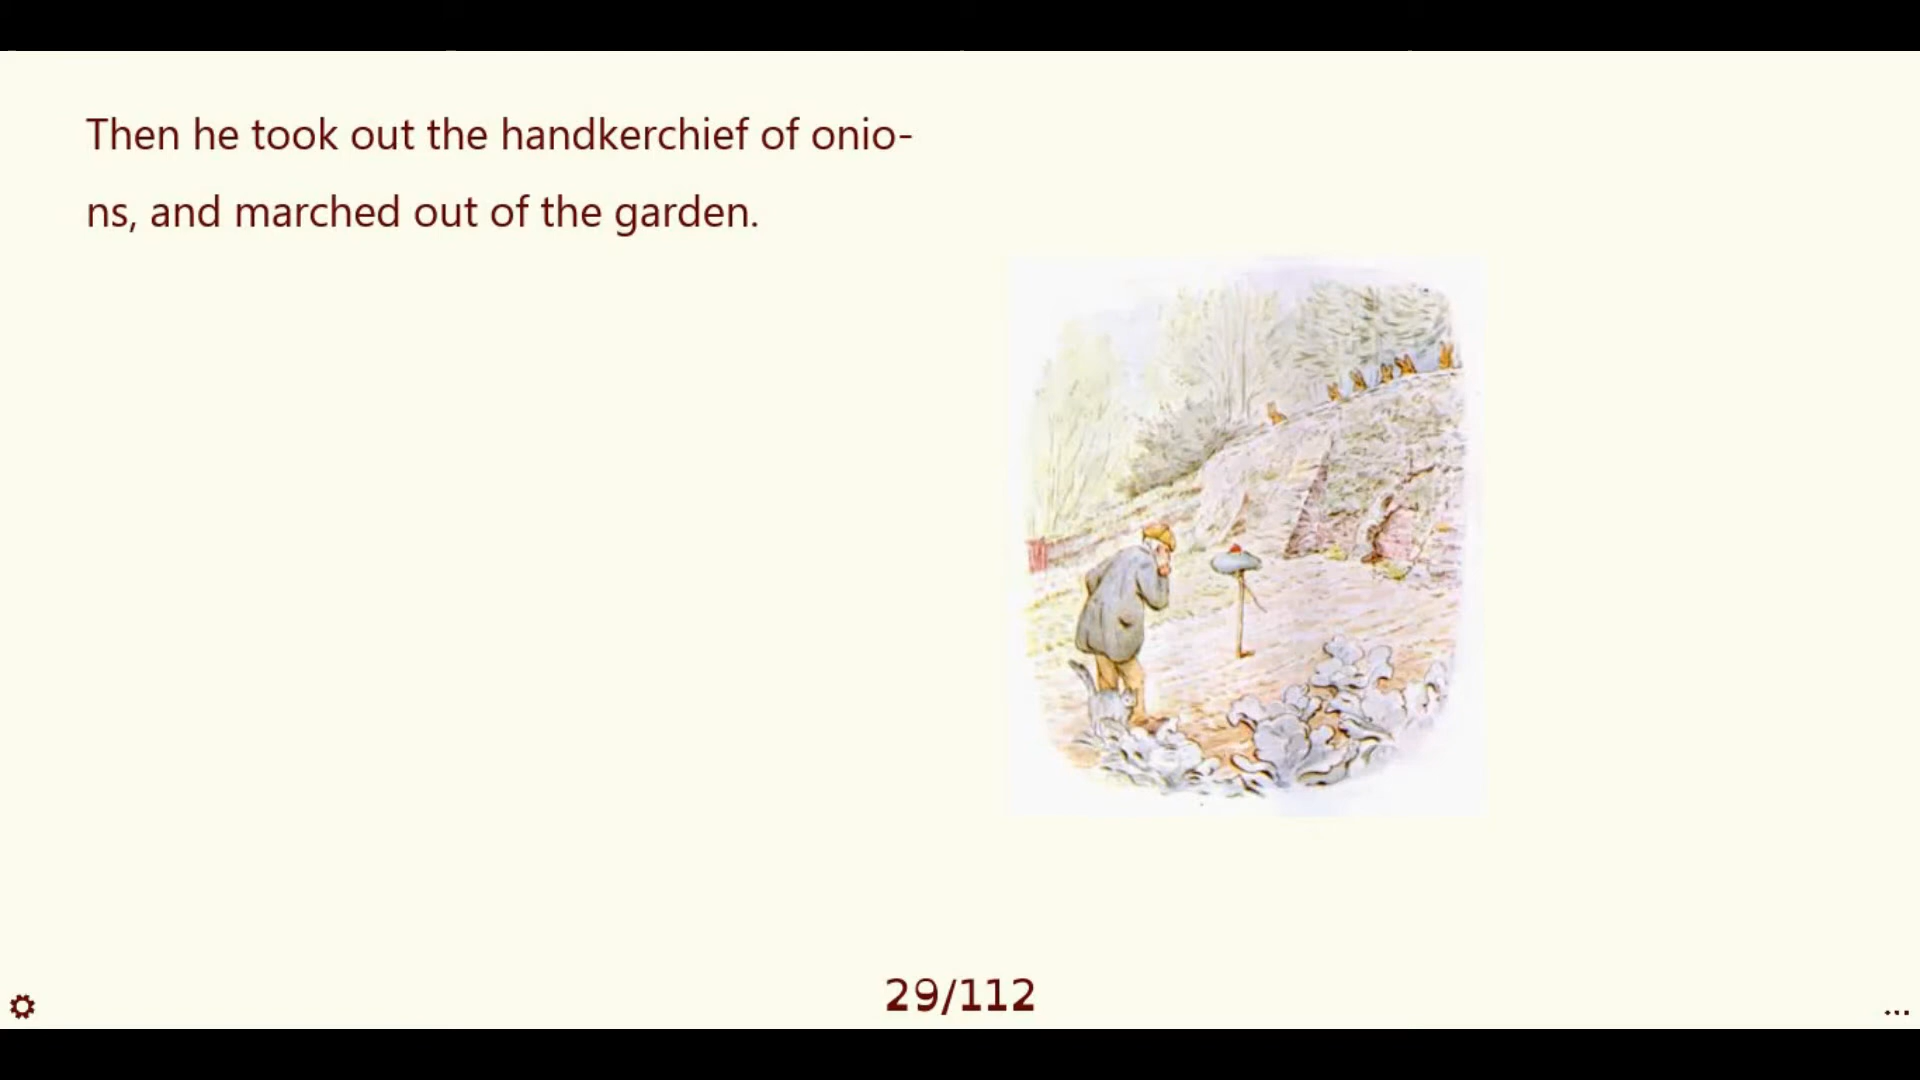 Then he took out the handkerchief of onio-
ns, and marched out of the garden.
29/112
...